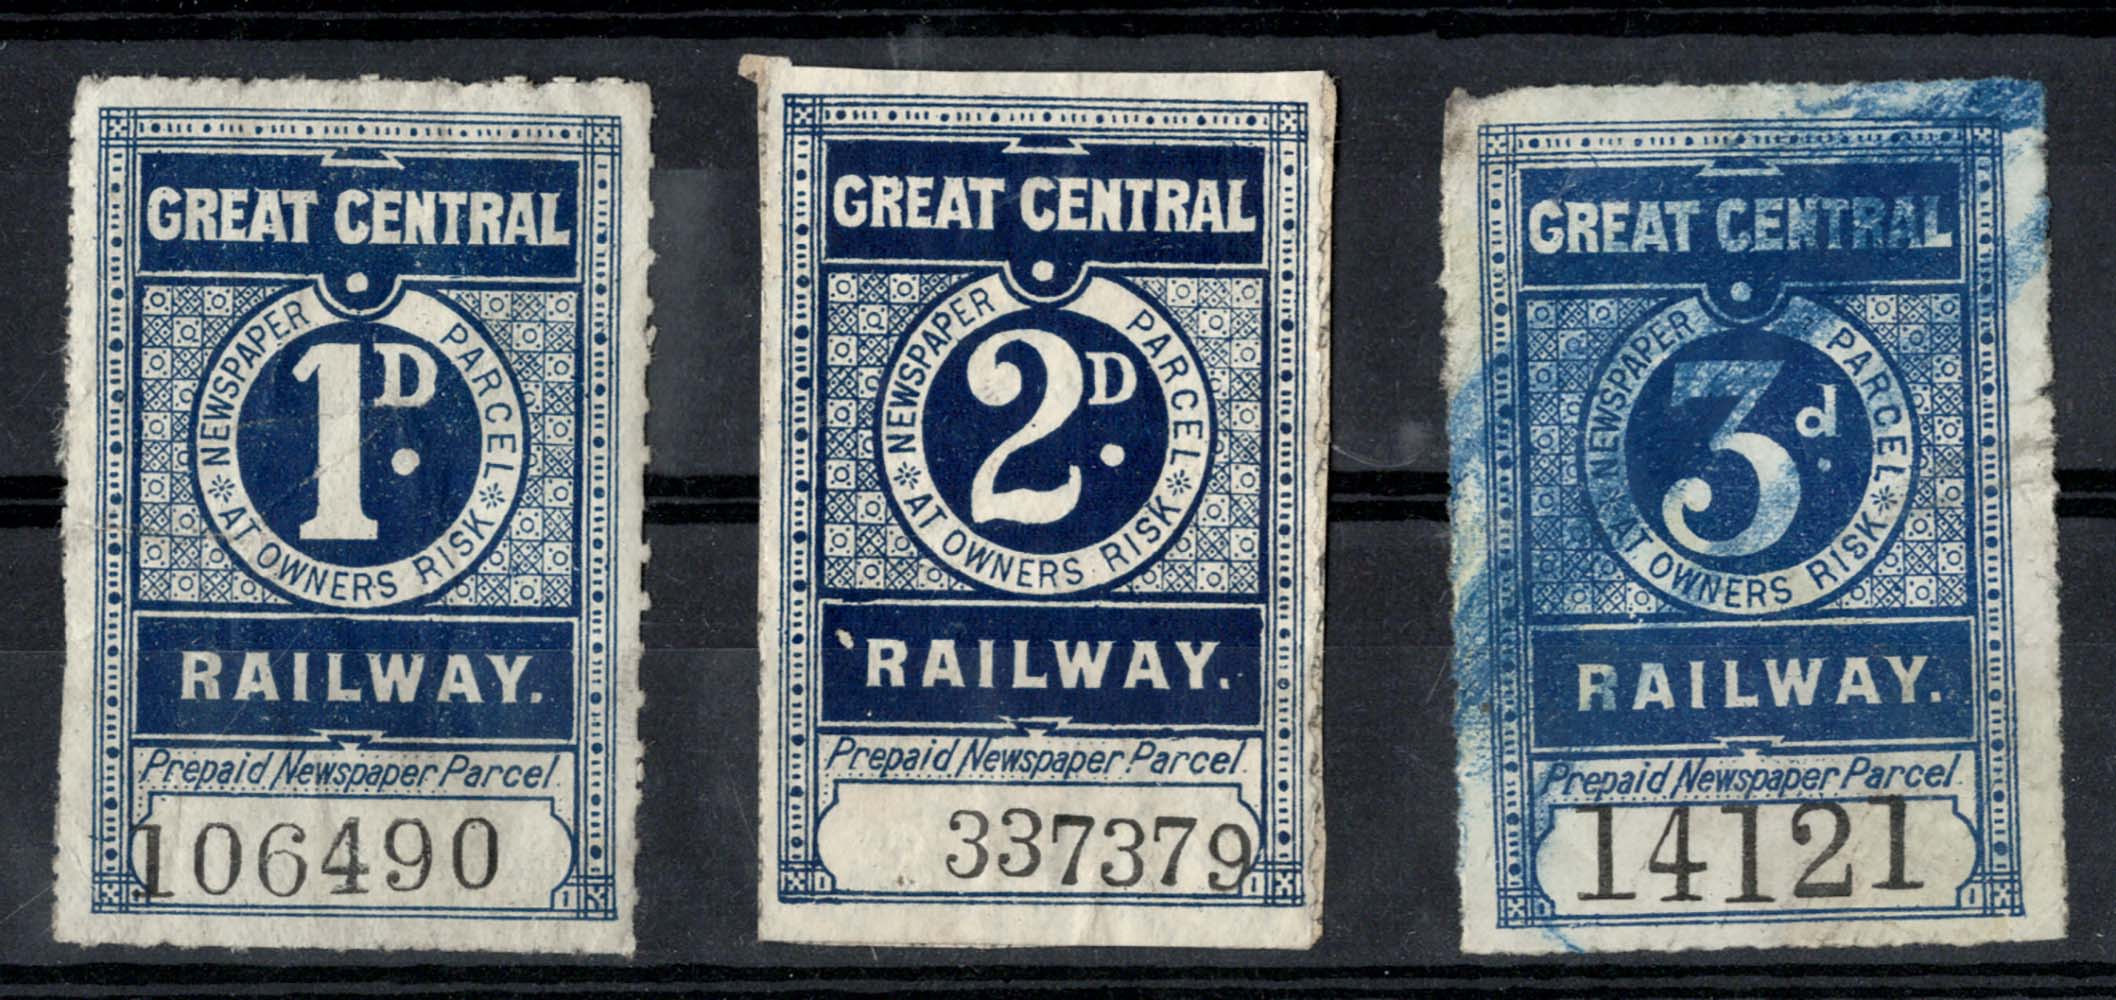 GREAT CENTRAL
NEWSPAPER PARCEL
AT OWNERS RISK
1D.
RAILWAY.
Prepaid Newspaper Parcel
106490
GREAT CENTRAL
NEWSPAPER PARCEL
AT OWNERS RISK
2D.
RAILWAY.
Prepaid Newspaper Parcel
337379
GREAT CENTRAL
NEWSPAPER PARCEL
AT OWNERS RISK
3d.
RAILWAY.
Prepaid Newspaper Parcel
14121